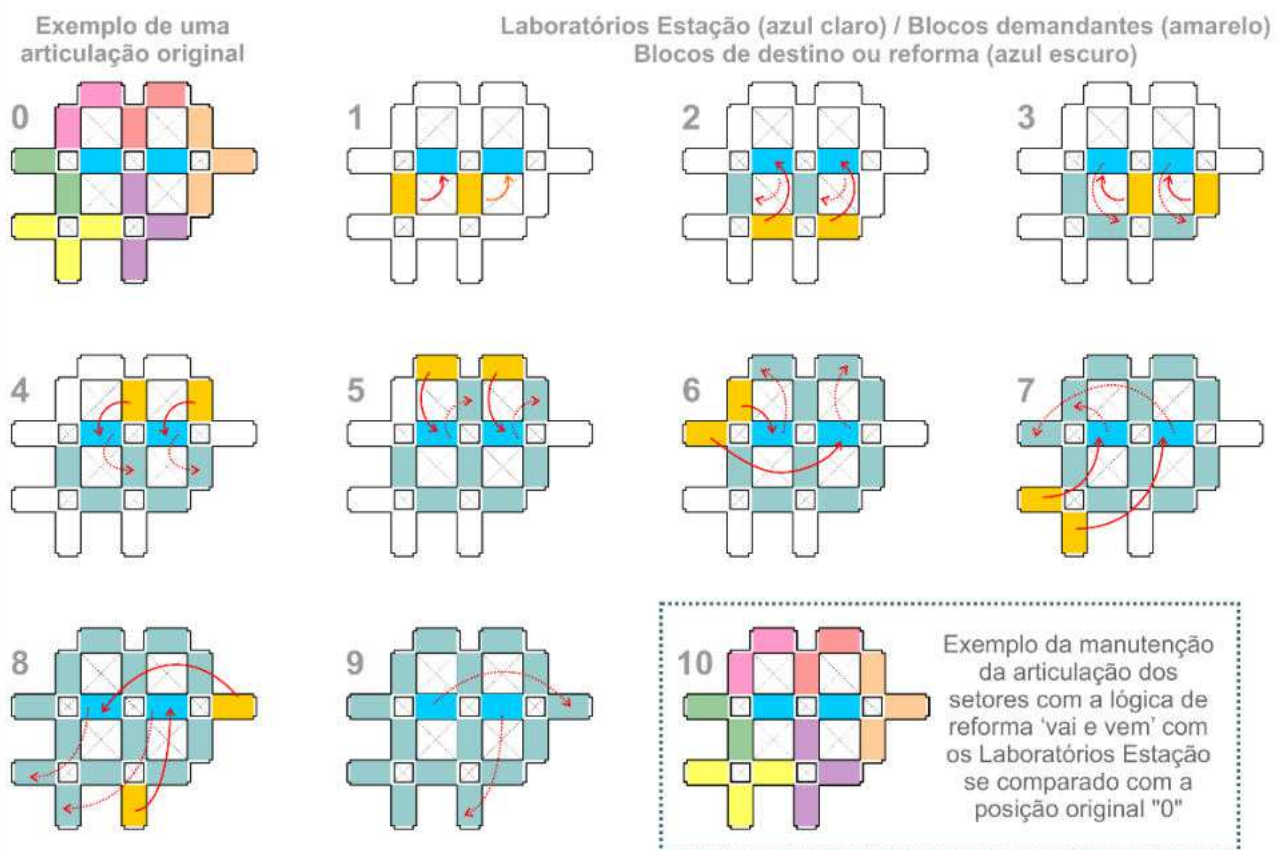 Exemplo de uma
articulação original
Laboratórios Estação (azul claro) / Blocos demandantes (amarelo)
Blocos de destino ou reforma (azul escuro)
0
1
2
3
4
5
6
7
8
9
10
Exemplo da manutenção
da articulação dos
setores com a lógica de
reforma ‘vai e vem’ com
os Laboratórios Estação
se comparado com a
posição original "0"